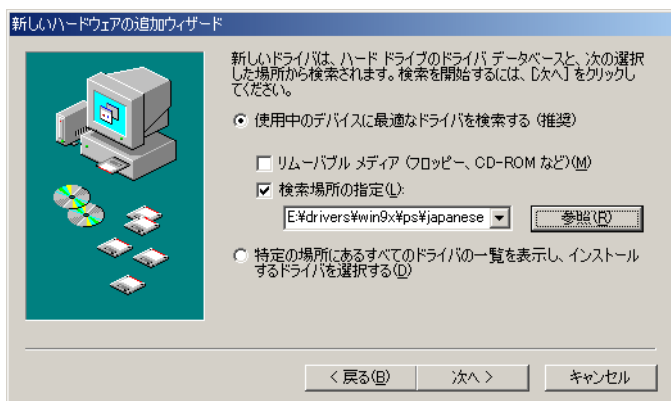 新しいハードウェアの追加ウィザード
新しいドライバは、ハード ドライブのドライバ データベースと、次の選択
した場所から検索されます。検索を開始するには、[次へ] をクリックし
てください。
使用中のデバイスに最適なドライバを検索する (推奨)
リムーバブル メディア (フロッピー、CD-ROM など)(M)
検索場所の指定(L):
E:¥drivers¥win9x¥ps¥japanese
参照(R)
特定の場所にあるすべてのドライバの一覧を表示し、インストール
するドライバを選択する(D)
< 戻る(B)
次へ >
キャンセル